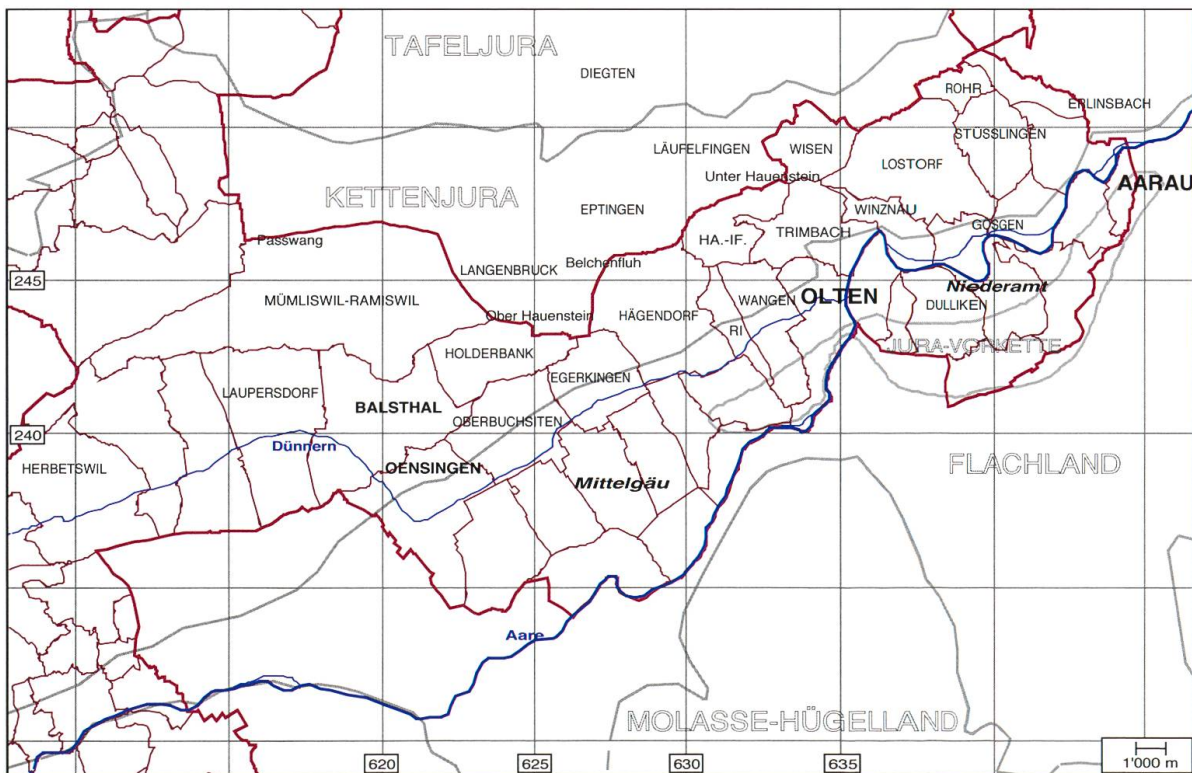 TAFELJURA
DIEGTEN
ROHR
ERLINSBACH
STÜSSLINGEN
LÄUFELFINGEN
WISEN
LOSTORF
Unter Hauenstein
AARAU
KETTENJURA
EPTINGEN
WINZNAU
GÖSGEN
TRIMBACH
HA.-IF.
Passwang
Belchenfluh
LANGENBRUCK
245
Niederamt
MÜMLISWIL-RAMISWIL
WANGEN
OLTEN
DULLIKEN
Ober Hauenstein
HÄGENDORF
RI
JURA-VORKETTE
HOLDERBANK
EGERKINGEN
LAUPERSDORF
BALSTHAL
OBERBUCHSITEN
240
Dünnern
HERBETSWIL
OENSINGEN
Mittelgäu
FLACHLAND
Aare
MOLASSE-HÜGELLAND
620
625
630
635
1'000 m